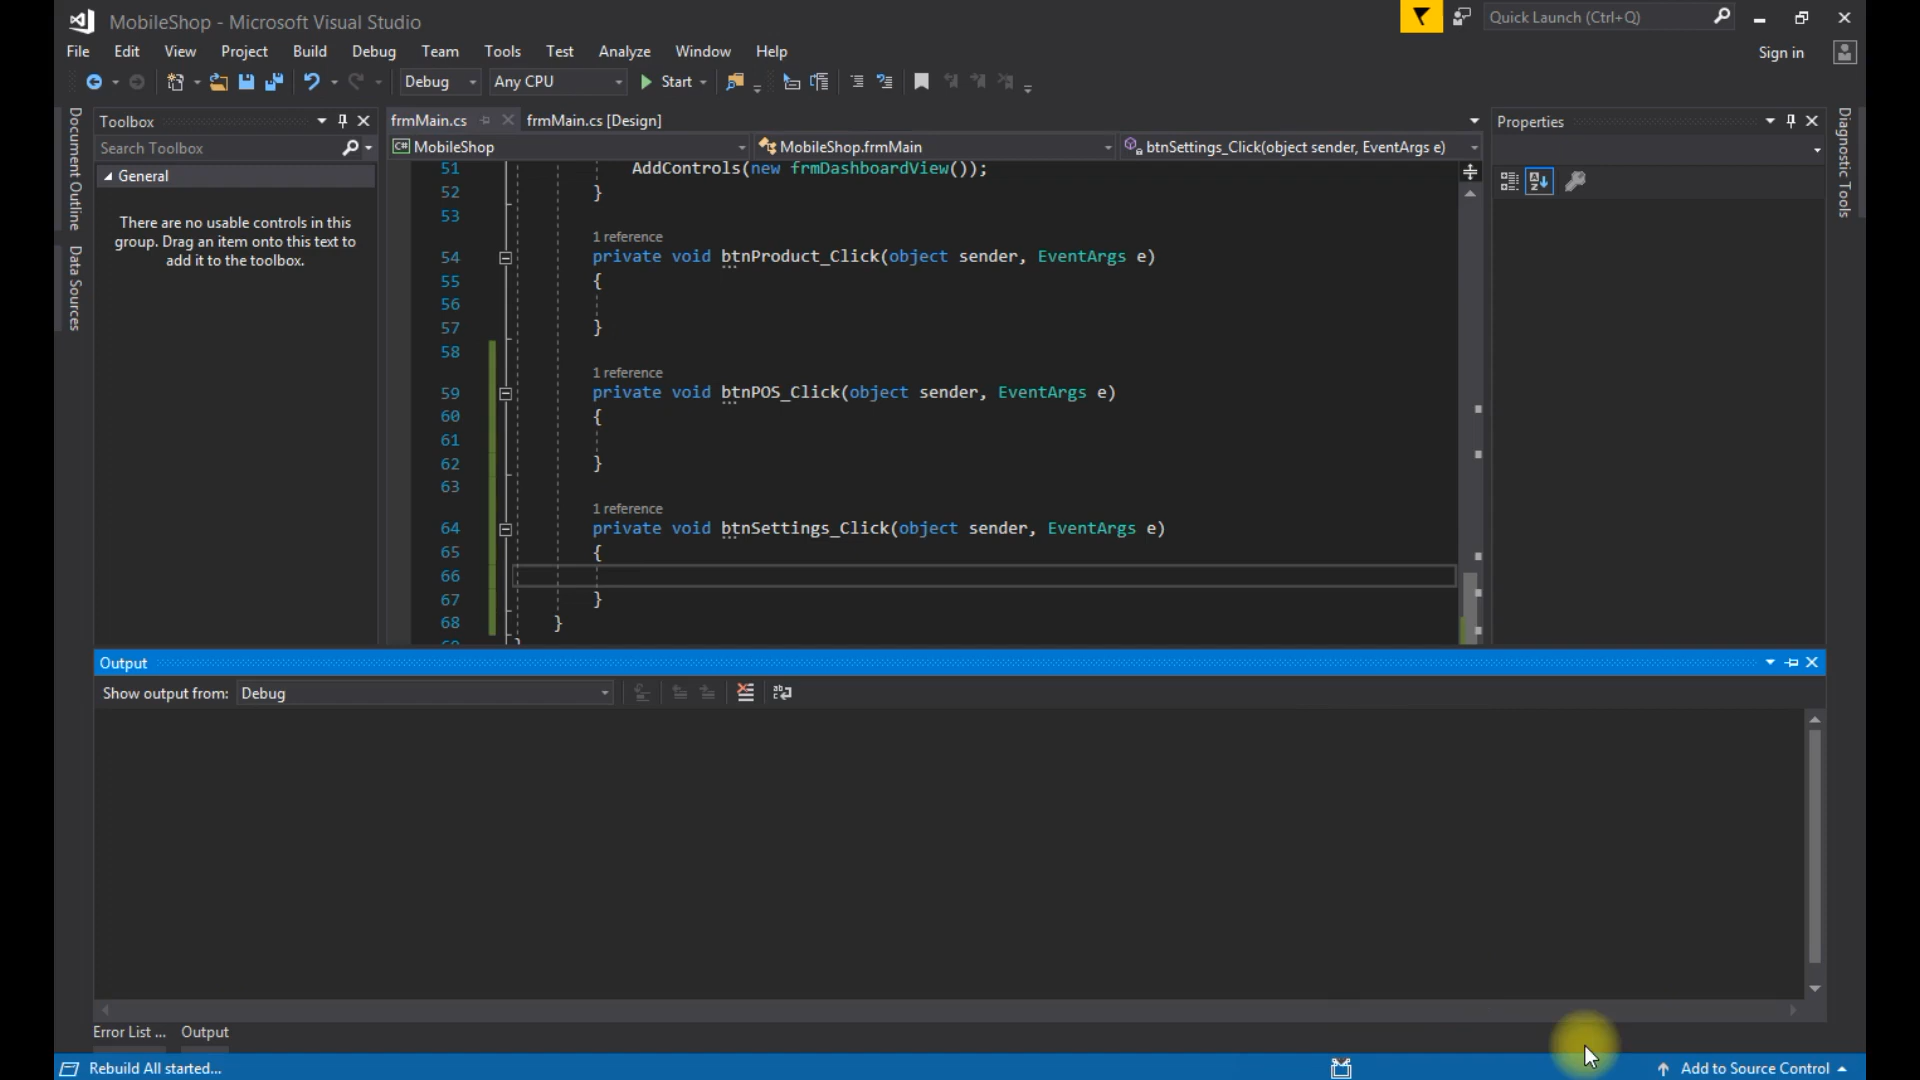 MobileShop - Microsoft Visual Studio
Quick Launch (Ctrl+Q)
File Edit View Project Build Debug Team Tools Test Analyze Window Help
Sign in
Debug Any CPU Start
Document Outline
Data Sources
Toolbox
Search Toolbox
General
There are no usable controls in this
group. Drag an item onto this text to
add it to the toolbox.
frmMain.cs frmMain.cs [Design]
MobileShop MobileShop.frmMain btnSettings_Click(object sender, EventArgs e)
51 AddControls(new frmDashboardView());
52 }
53
1 reference
54 private void btnProduct_Click(object sender, EventArgs e)
55 {
56
57 }
58
1 reference
59 private void btnPOS_Click(object sender, EventArgs e)
60 {
61
62 }
63
1 reference
64 private void btnSettings_Click(object sender, EventArgs e)
65 {
66
67 }
68 }
69 }
Properties
Diagnostic Tools
Output
Show output from: Debug
Error List ... Output
Rebuild All started...
Add to Source Control